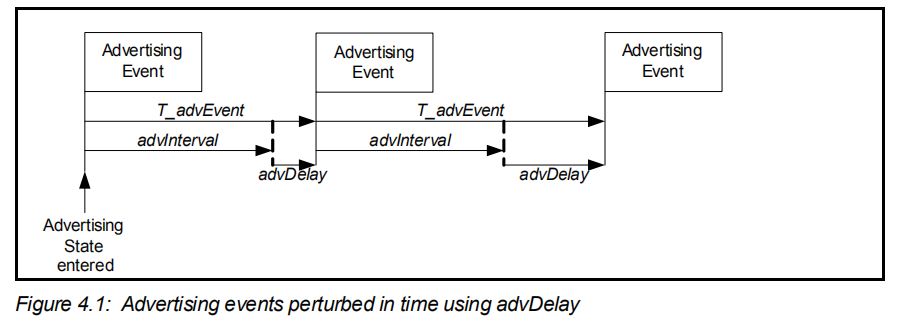 Advertising
Event
Advertising
Event
Advertising
Event
T_advEvent
T_advEvent
advInterval
advInterval
advDelay
advDelay
Advertising
State
entered
Figure 4.1: Advertising events perturbed in time using advDelay